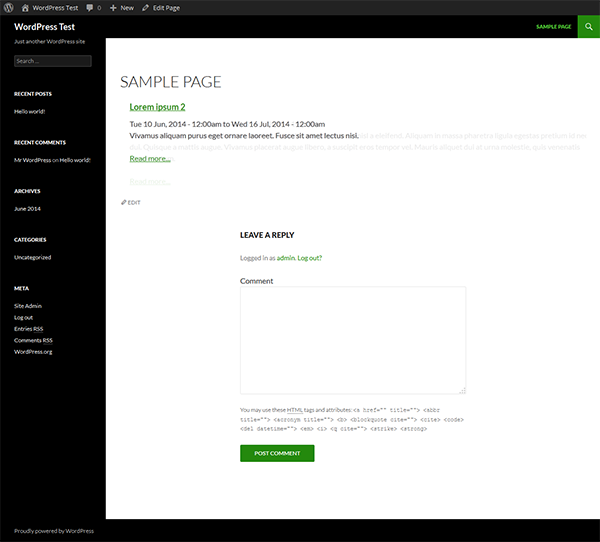 WordPress Test 0 New Edit Page
WordPress Test
SAMPLE PAGE
Just another WordPress site
Search ...
RECENT POSTS
Hello world!
RECENT COMMENTS
Mr WordPress on Hello world!
ARCHIVES
June 2014
CATEGORIES
Uncategorized
META
Site Admin
Log out
Entries RSS
Comments RSS
WordPress.org
SAMPLE PAGE
Lorem ipsum 2
Tue 10 Jun, 2014 - 12:00am to Wed 16 Jul, 2014 - 12:00am
Vivamus aliquam purus eget ornare laoreet. Fusce sit amet lectus nisi.
Read more...
Read more...
EDIT
LEAVE A REPLY
Logged in as admin. Log out?
Comment
You may use these HTML tags and attributes: <a href="" title=""> <abbr
title=""> <acronym title=""> <b> <blockquote cite=""> <cite> <code>
<del datetime=""> <em> <i> <q cite=""> <strike> <strong>
POST COMMENT
Proudly powered by WordPress